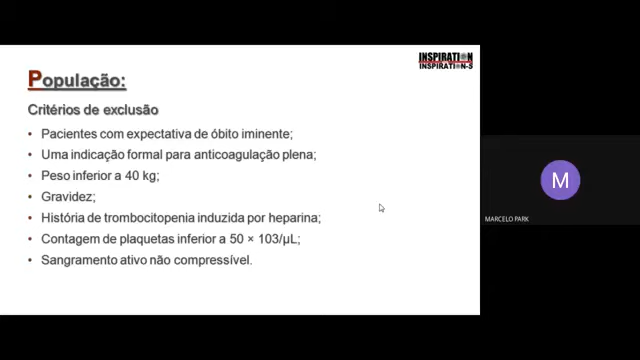 INSPIRATION
INSPIRATION-S
População:
Critérios de exclusão
• Pacientes com expectativa de óbito iminente;
• Uma indicação formal para anticoagulação plena;
• Peso inferior a 40 kg;
• Gravidez;
• História de trombocitopenia induzida por heparina;
• Contagem de plaquetas inferior a 50 × 103/µL;
• Sangramento ativo não compressível.
M
MARCELO PARK